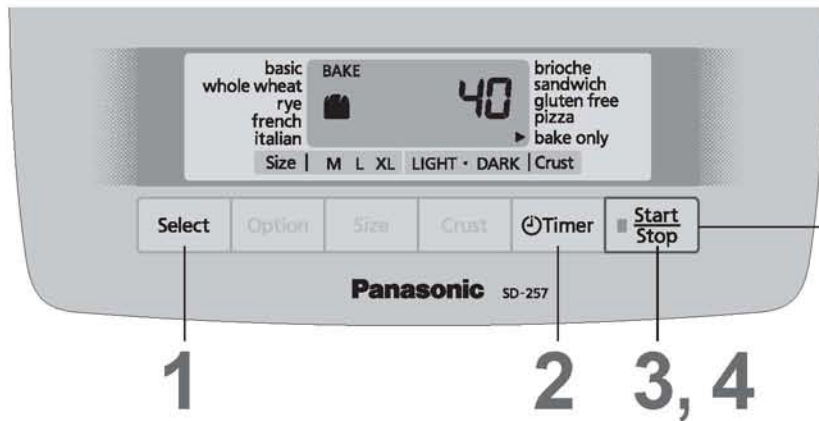 basic
whole wheat
rye
french
italian
BAKE
40
brioche
sandwich
gluten free
pizza
▶ bake only
Size | M L XL LIGHT · DARK | Crust
Select Option Size Crust Timer Start
Stop
Panasonic SD-257
1 2 3, 4